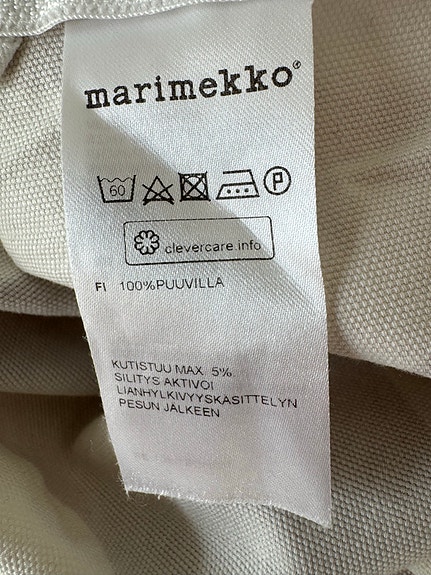 marimekko®
60 P
clevercare.info
FI 100%PUUVILLA
KUTISTUU MAX. 5%.
SILITYS AKTIVOI
LIANHYLKIVYYSKÄSITTELYN
PESUN JÄLKEEN